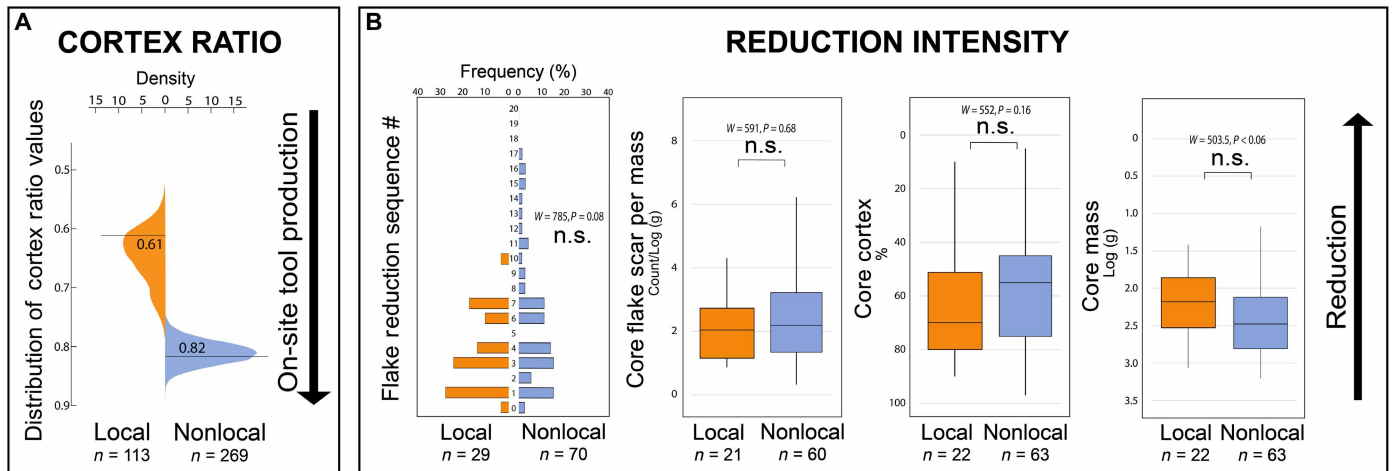 A
CORTEX RATIO
Density
15 10 5 0 5 10 15
Distribution of cortex ratio values
0.5
0.6
0.7
0.8
0.9
0.61
0.82
On-site tool production
Local
n = 113
Nonlocal
n = 269
B
REDUCTION INTENSITY
Frequency (%)
40 30 20 10 0 0 10 20 30 40
Flake reduction sequence #
20
19
18
17
16
15
14
13
12
11
10
9
8
7
6
5
4
3
2
1
0
W = 785, P = 0.08
n.s.
Local
n = 29
Nonlocal
n = 70
Core flake scar per mass
Count/Log (g)
8
6
4
2
0
W = 591, P = 0.68
n.s.
Local
n = 21
Nonlocal
n = 60
Core cortex
%
0
20
40
60
80
100
W = 552, P = 0.16
n.s.
Local
n = 22
Nonlocal
n = 63
Core mass
Log (g)
0
0.5
1.0
1.5
2.0
2.5
3.0
3.5
W = 503.5, P < 0.06
n.s.
Local
n = 22
Nonlocal
n = 63
Reduction